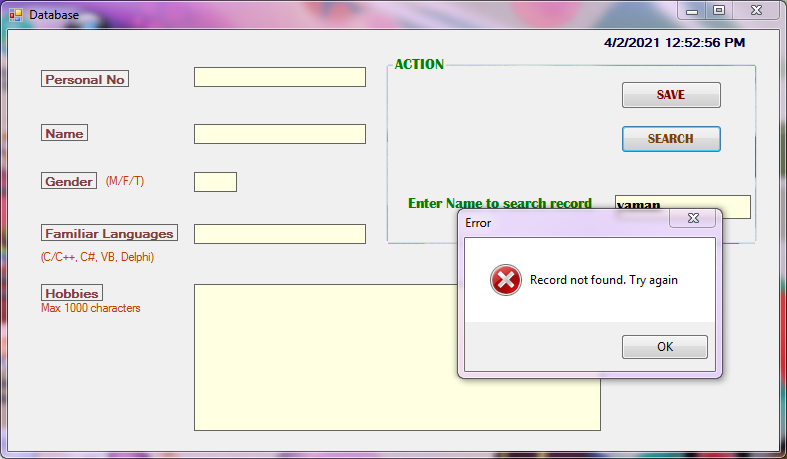 Database
4/2/2021 12:52:56 PM
ACTION
Personal No
SAVE
Name
SEARCH
Gender (M/F/T)
Enter Name to search record
Familiar Languages
(C/C++, C#, VB, Delphi)
Hobbies
Max 1000 characters
Error
Record not found. Try again
OK